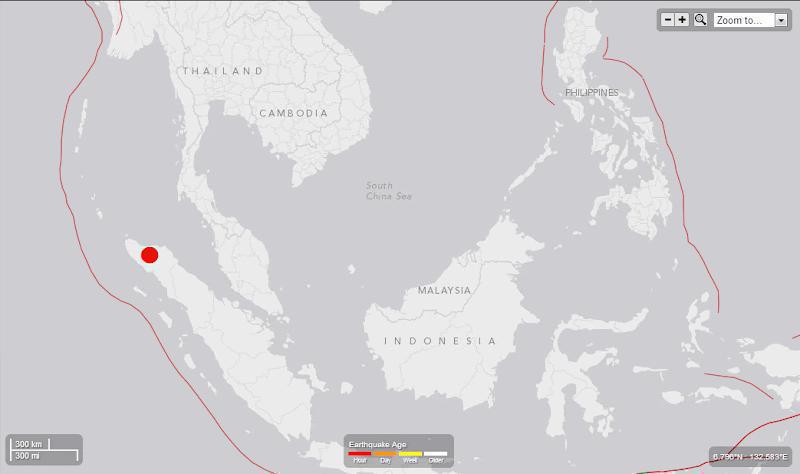 Zoom to...
THAILAND
PHILIPPINES
CAMBODIA
South
China Sea
MALAYSIA
INDONESIA
300 km
300 mi
Earthquake Age
Hour Day Week Older
6.796°N - 132.583°E